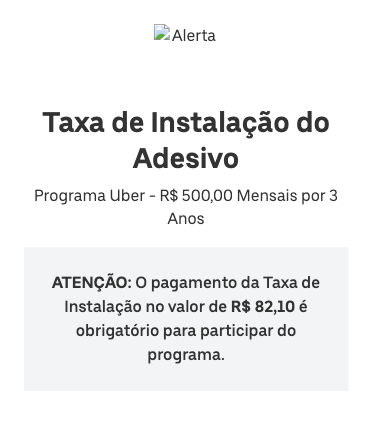 Alerta
Taxa de Instalação do
Adesivo
Programa Uber - R$ 500,00 Mensais por 3
Anos
ATENÇÃO: O pagamento da Taxa de
Instalação no valor de R$ 82,10 é
obrigatório para participar do
programa.